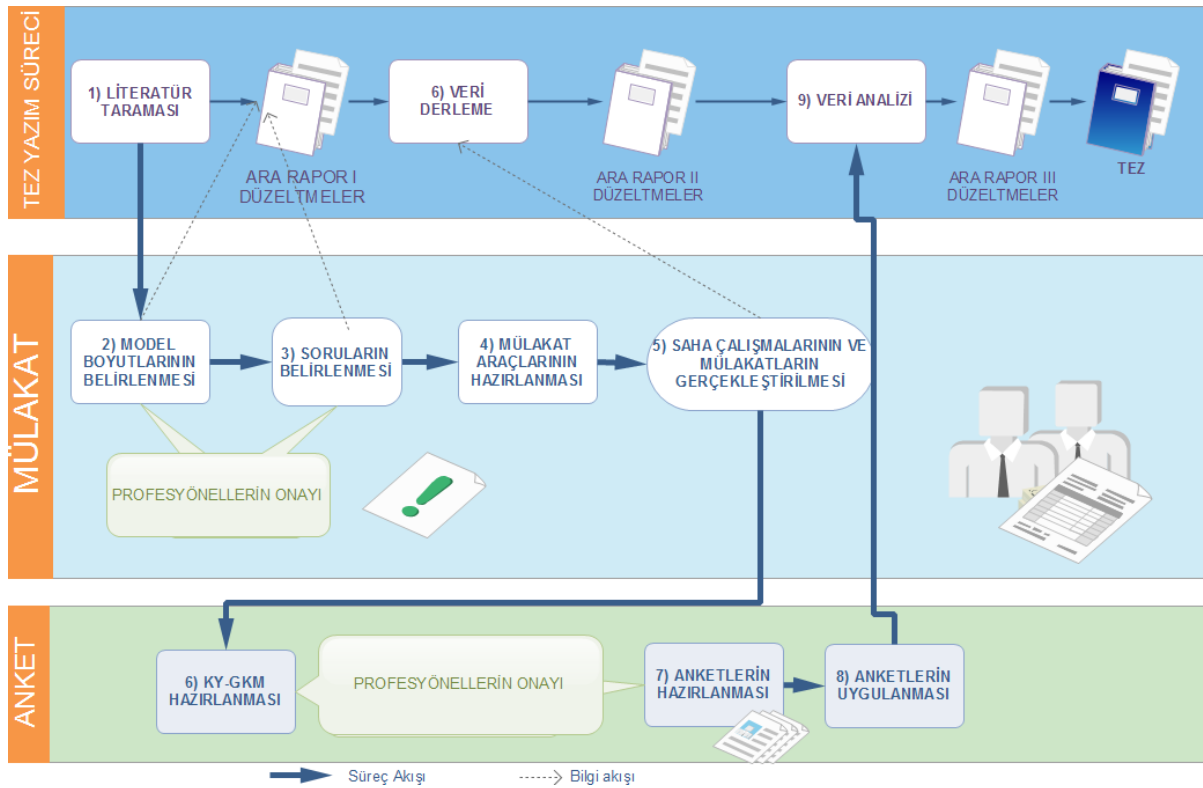 TEZ YAZIM SÜRECİ
1) LİTERATÜR
TARAMASI
ARA RAPOR I
DÜZELTMELER
6) VERİ
DERLEME
ARA RAPOR II
DÜZELTMELER
9) VERİ ANALİZİ
ARA RAPOR III
DÜZELTMELER
TEZ
MÜLAKAT
2) MODEL
BOYUTLARININ
BELİRLENMESİ
3) SORULARIN
BELİRLENMESİ
4) MÜLAKAT
ARAÇLARININ
HAZIRLANMASI
5) SAHA ÇALIŞMALARININ VE
MÜLAKATLARIN
GERÇEKLEŞTİRİLMESİ
PROFESYÖNELLERİN ONAYI
ANKET
6) KY-GKM
HAZIRLANMASI
PROFESYÖNELLERİN ONAYI
7) ANKETLERİN
HAZIRLANMASI
8) ANKETLERİN
UYGULANMASI
Süreç Akışı
Bilgi akışı